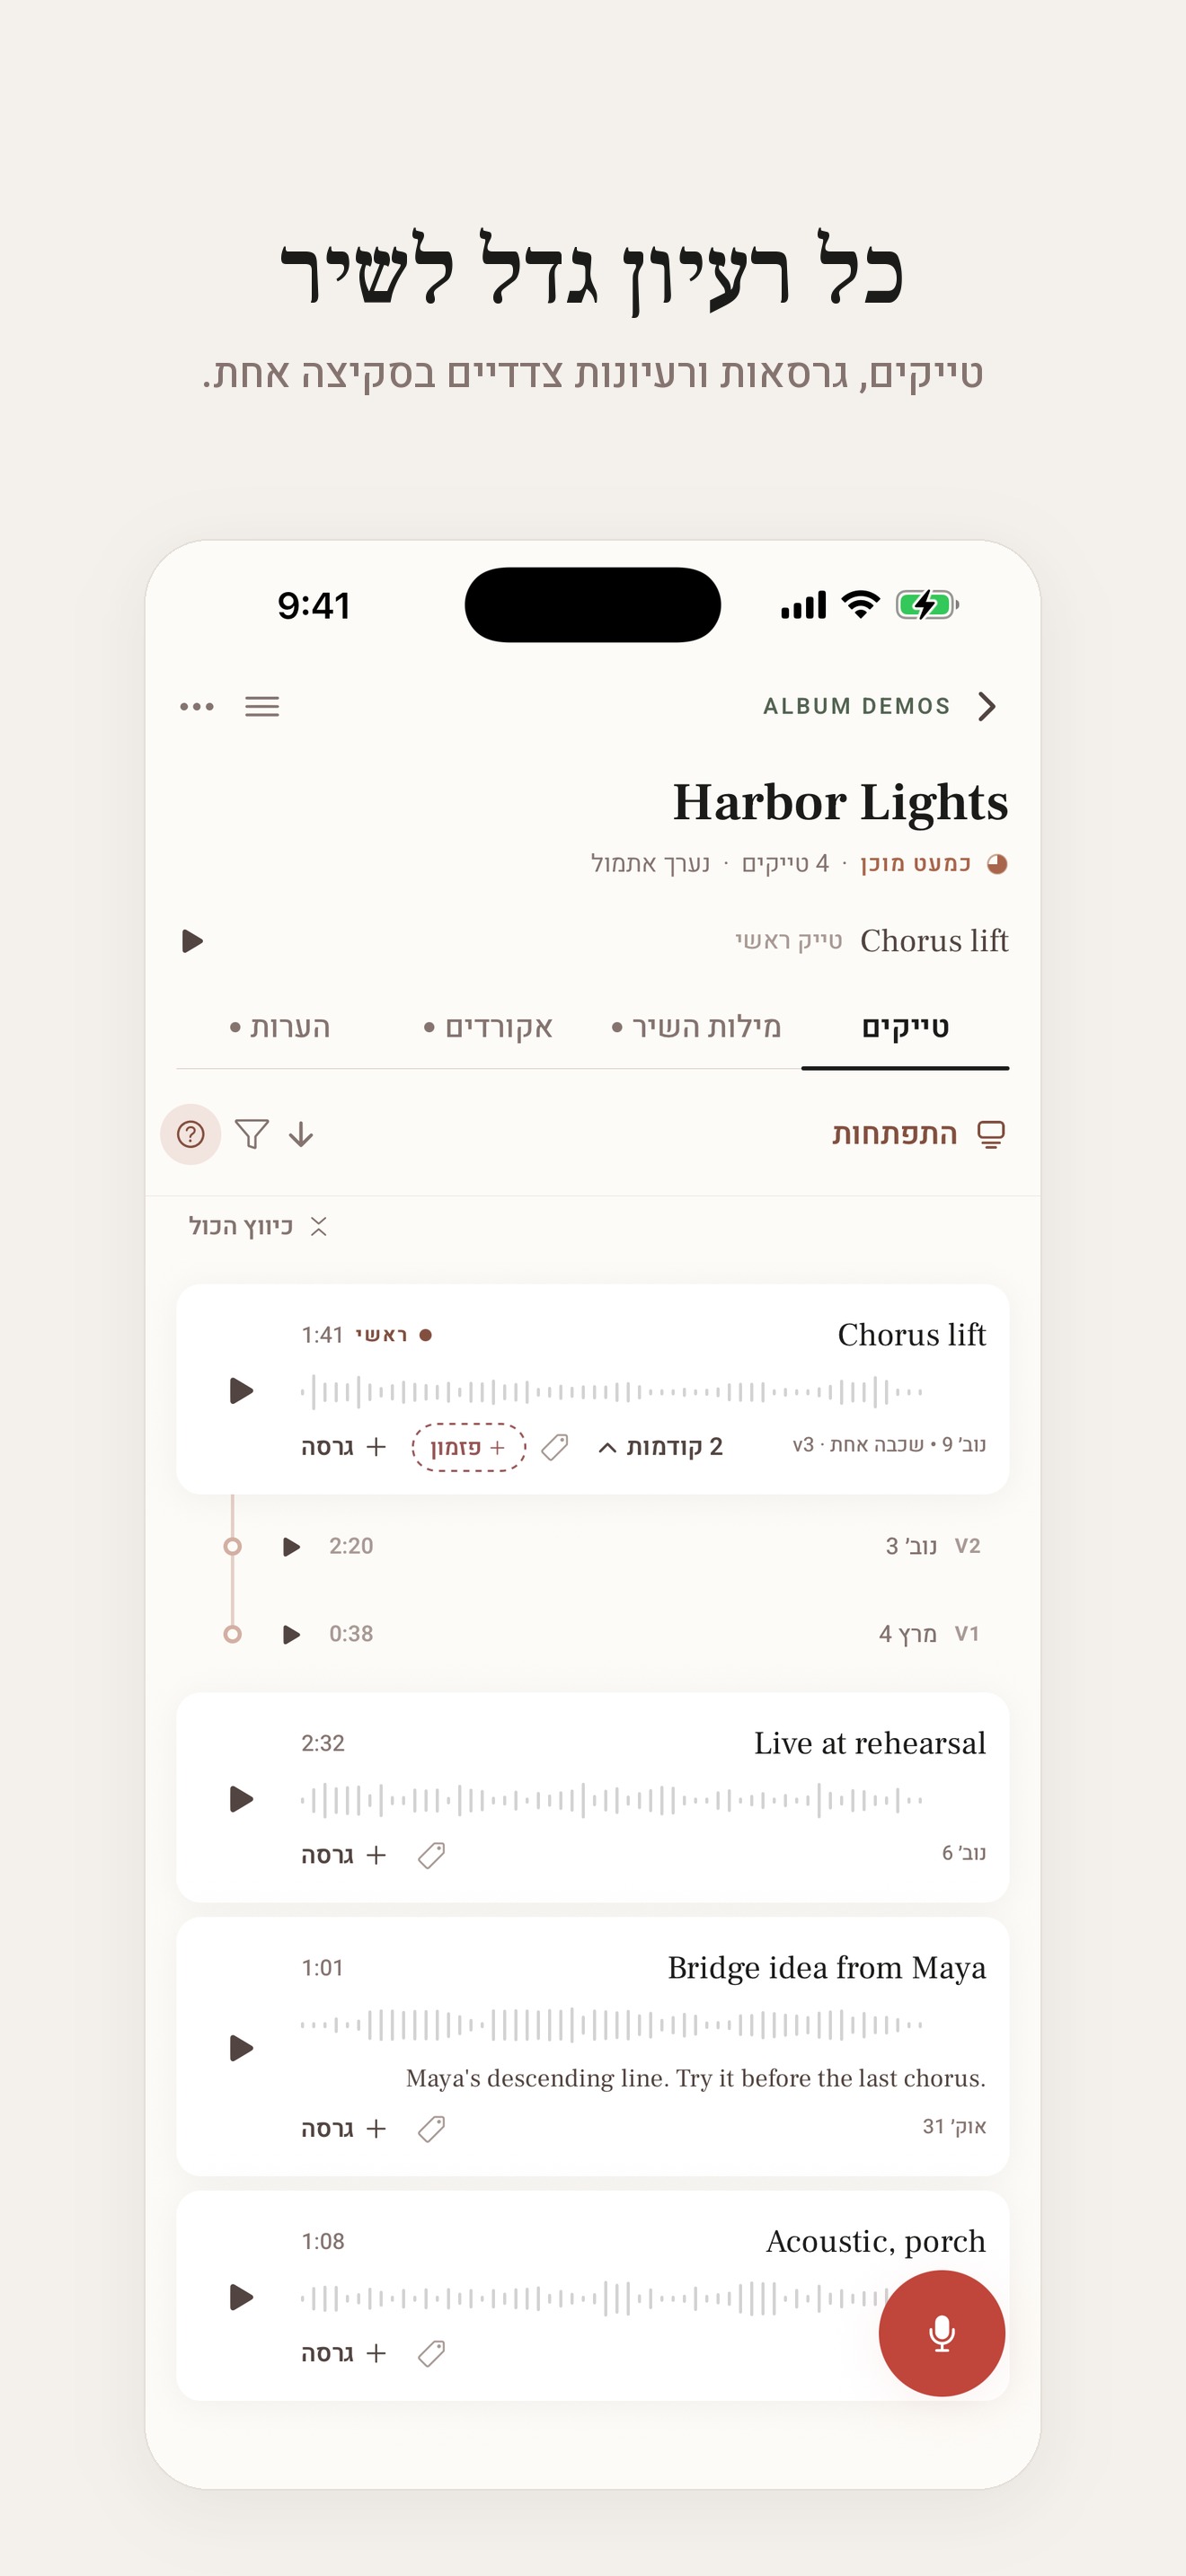 כל רעיון גדל לשיר
טייקים, גרסאות ורעיונות צדדיים בסקיצה אחת.
9:41
ALBUM DEMOS
Harbor Lights
כמעט מוכן · 4 טייקים · נערך אתמול
Chorus lift טייק ראשי
טייקים מילות השיר • אקורדים • הערות •
התפתחות
כיווץ הכול
Chorus lift • ראשי 1:41
נוב׳ 9 • שכבה אחת · v3 2 קודמות + פזמון + גרסה
V2 נוב׳ 3 2:20
V1 מרץ 4 0:38
Live at rehearsal 2:32
נוב׳ 6 + גרסה
Bridge idea from Maya 1:01
Maya's descending line. Try it before the last chorus.
אוק׳ 31 + גרסה
Acoustic, porch 1:08
+ גרסה